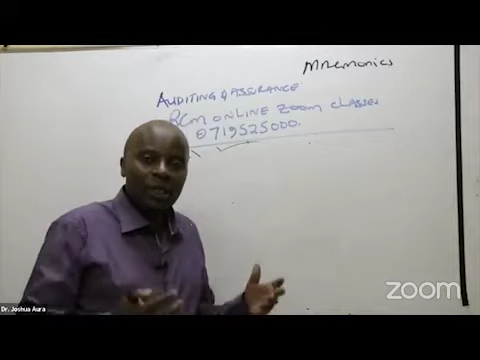 Mnemonics
AUDITING & ASSURANCE
RCM ONLINE ZOOM CLASSES
0719525000.
zoom
Dr. Joshua Aura